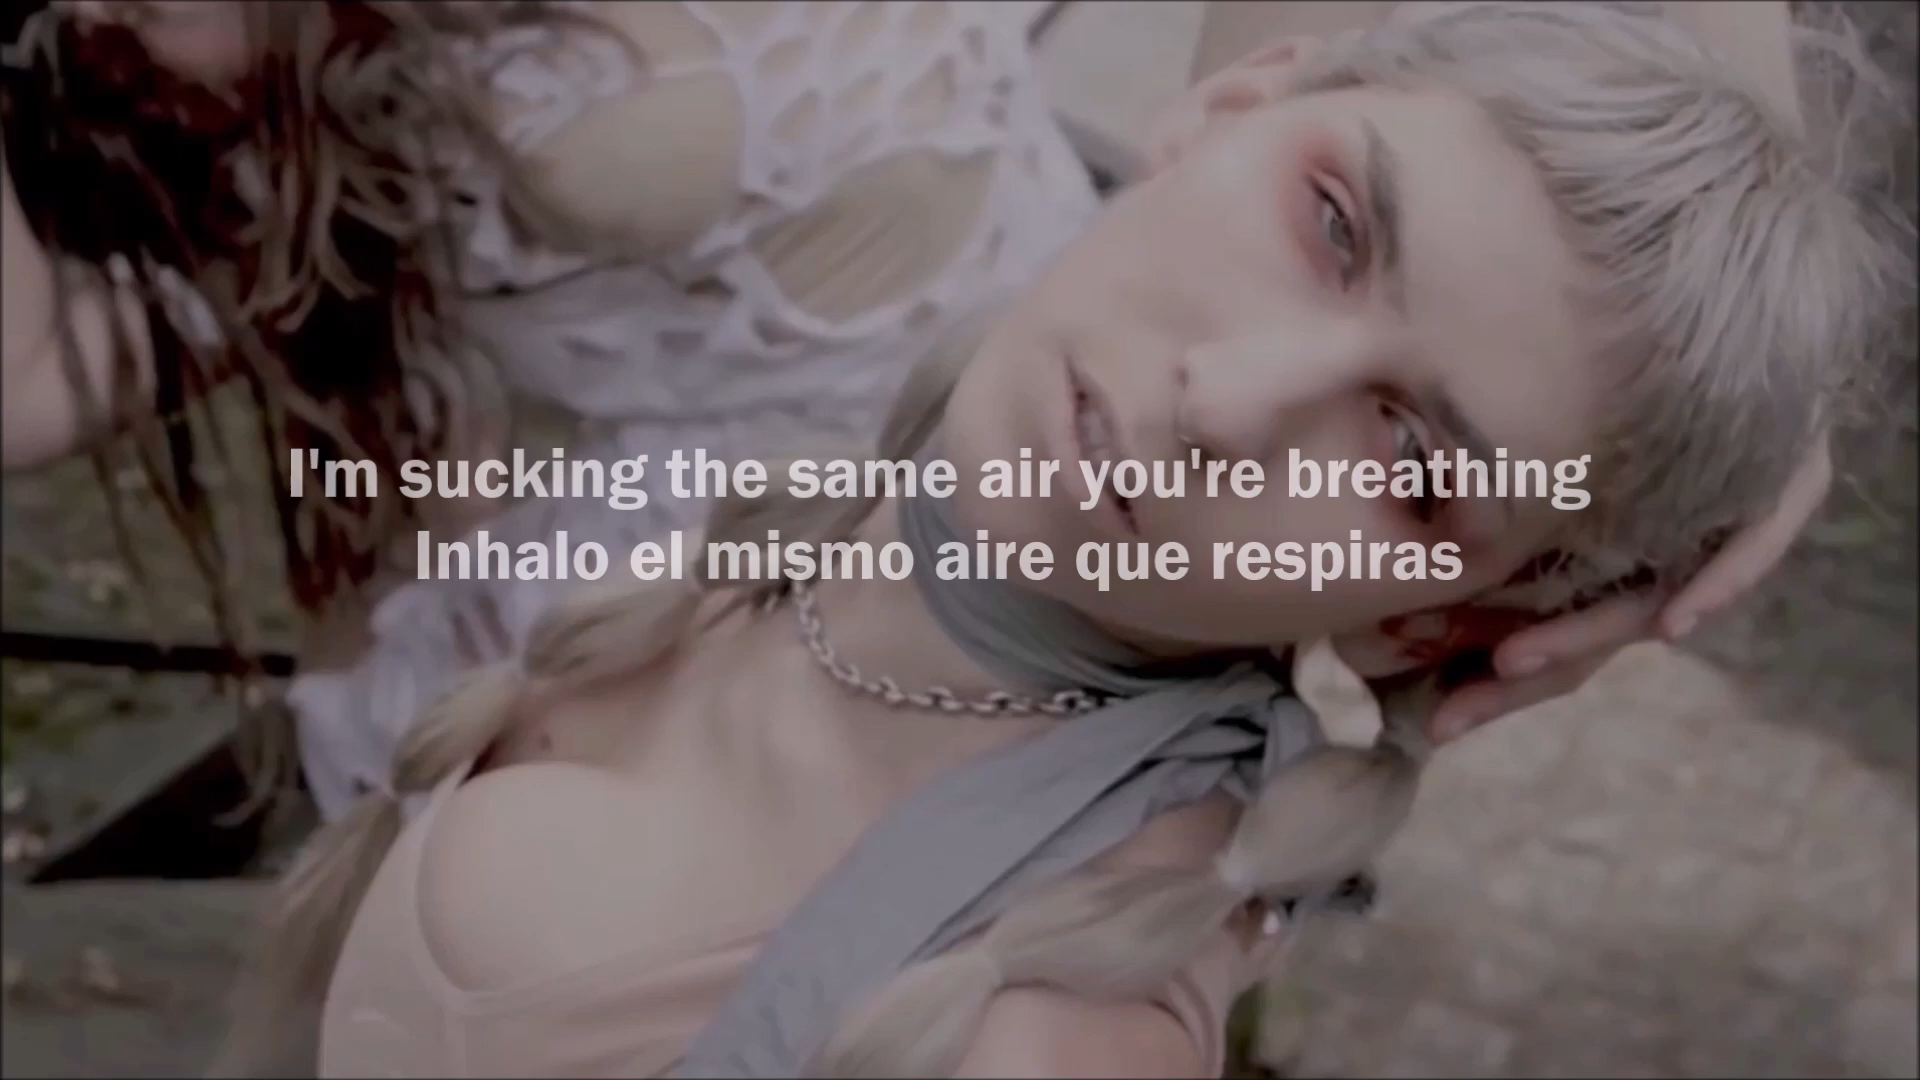 I'm sucking the same air you're breathing
Inhalo el mismo aire que respiras